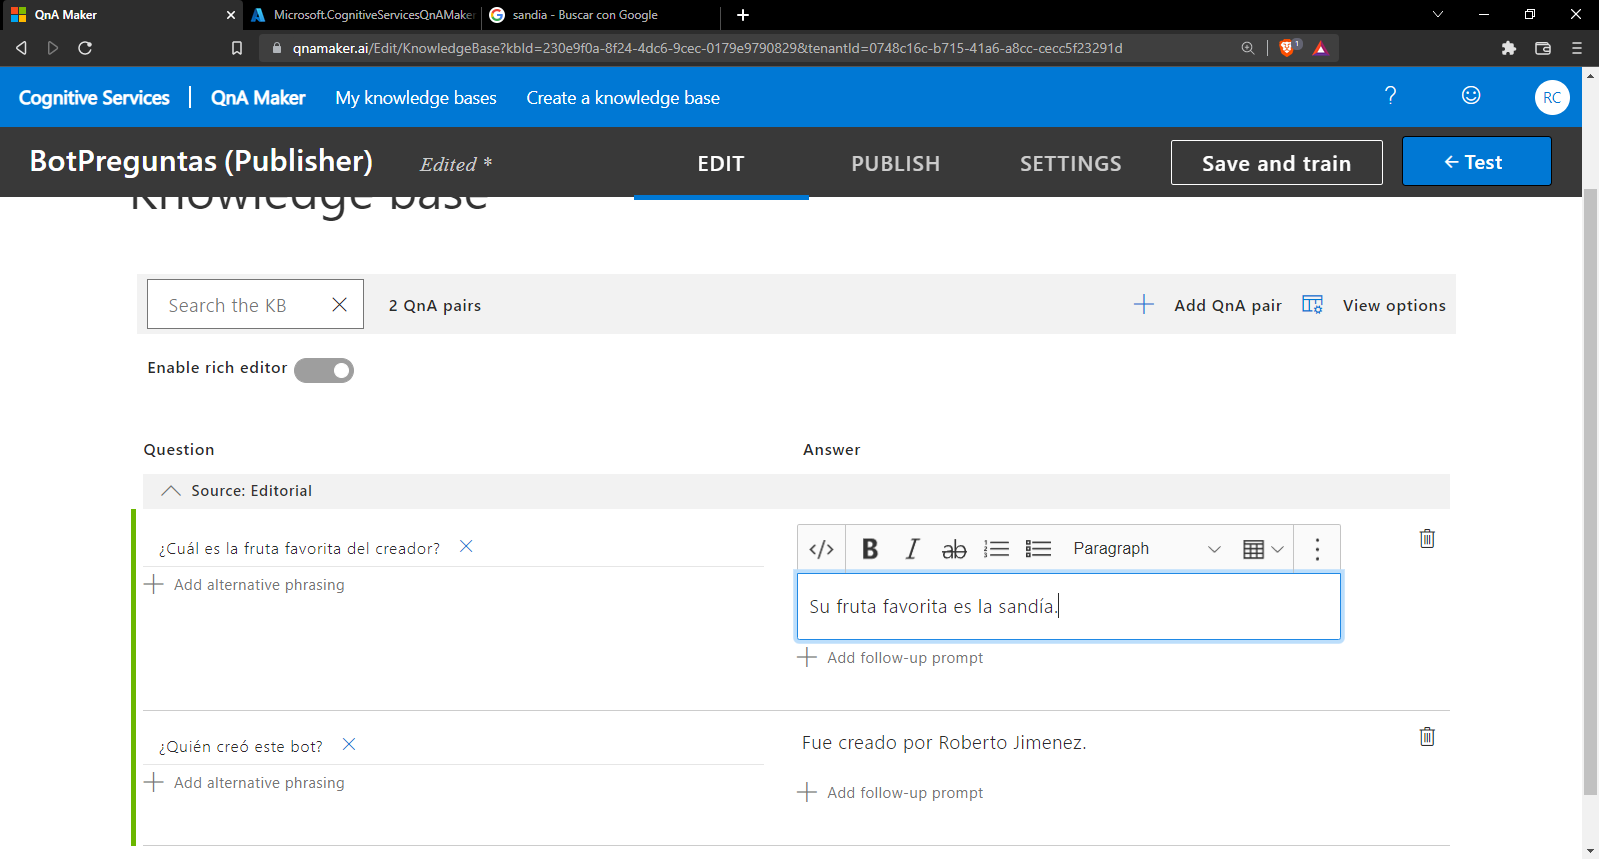 QnA Maker
Microsoft.CognitiveServicesQnAMake
sandia - Buscar con Google
qnamaker.ai/Edit/KnowledgeBase?kbId=230e9f0a-8f24-4dc6-9cec-0179e9790829&tenantId=0748c16c-b715-41a6-a8cc-cecc5f23291d
1
Cognitive Services
QnA Maker
My knowledge bases
Create a knowledge base
?
RC
BotPreguntas (Publisher)
Edited *
EDIT
PUBLISH
SETTINGS
Save and train
← Test
Knowledge base
Search the KB
2 QnA pairs
Add QnA pair
View options
Enable rich editor
Question
Answer
Source: Editorial
¿Cuál es la fruta favorita del creador?
Add alternative phrasing
</> B I ab Paragraph
Su fruta favorita es la sandía.
Add follow-up prompt
¿Quién creó este bot?
Add alternative phrasing
Fue creado por Roberto Jimenez.
Add follow-up prompt